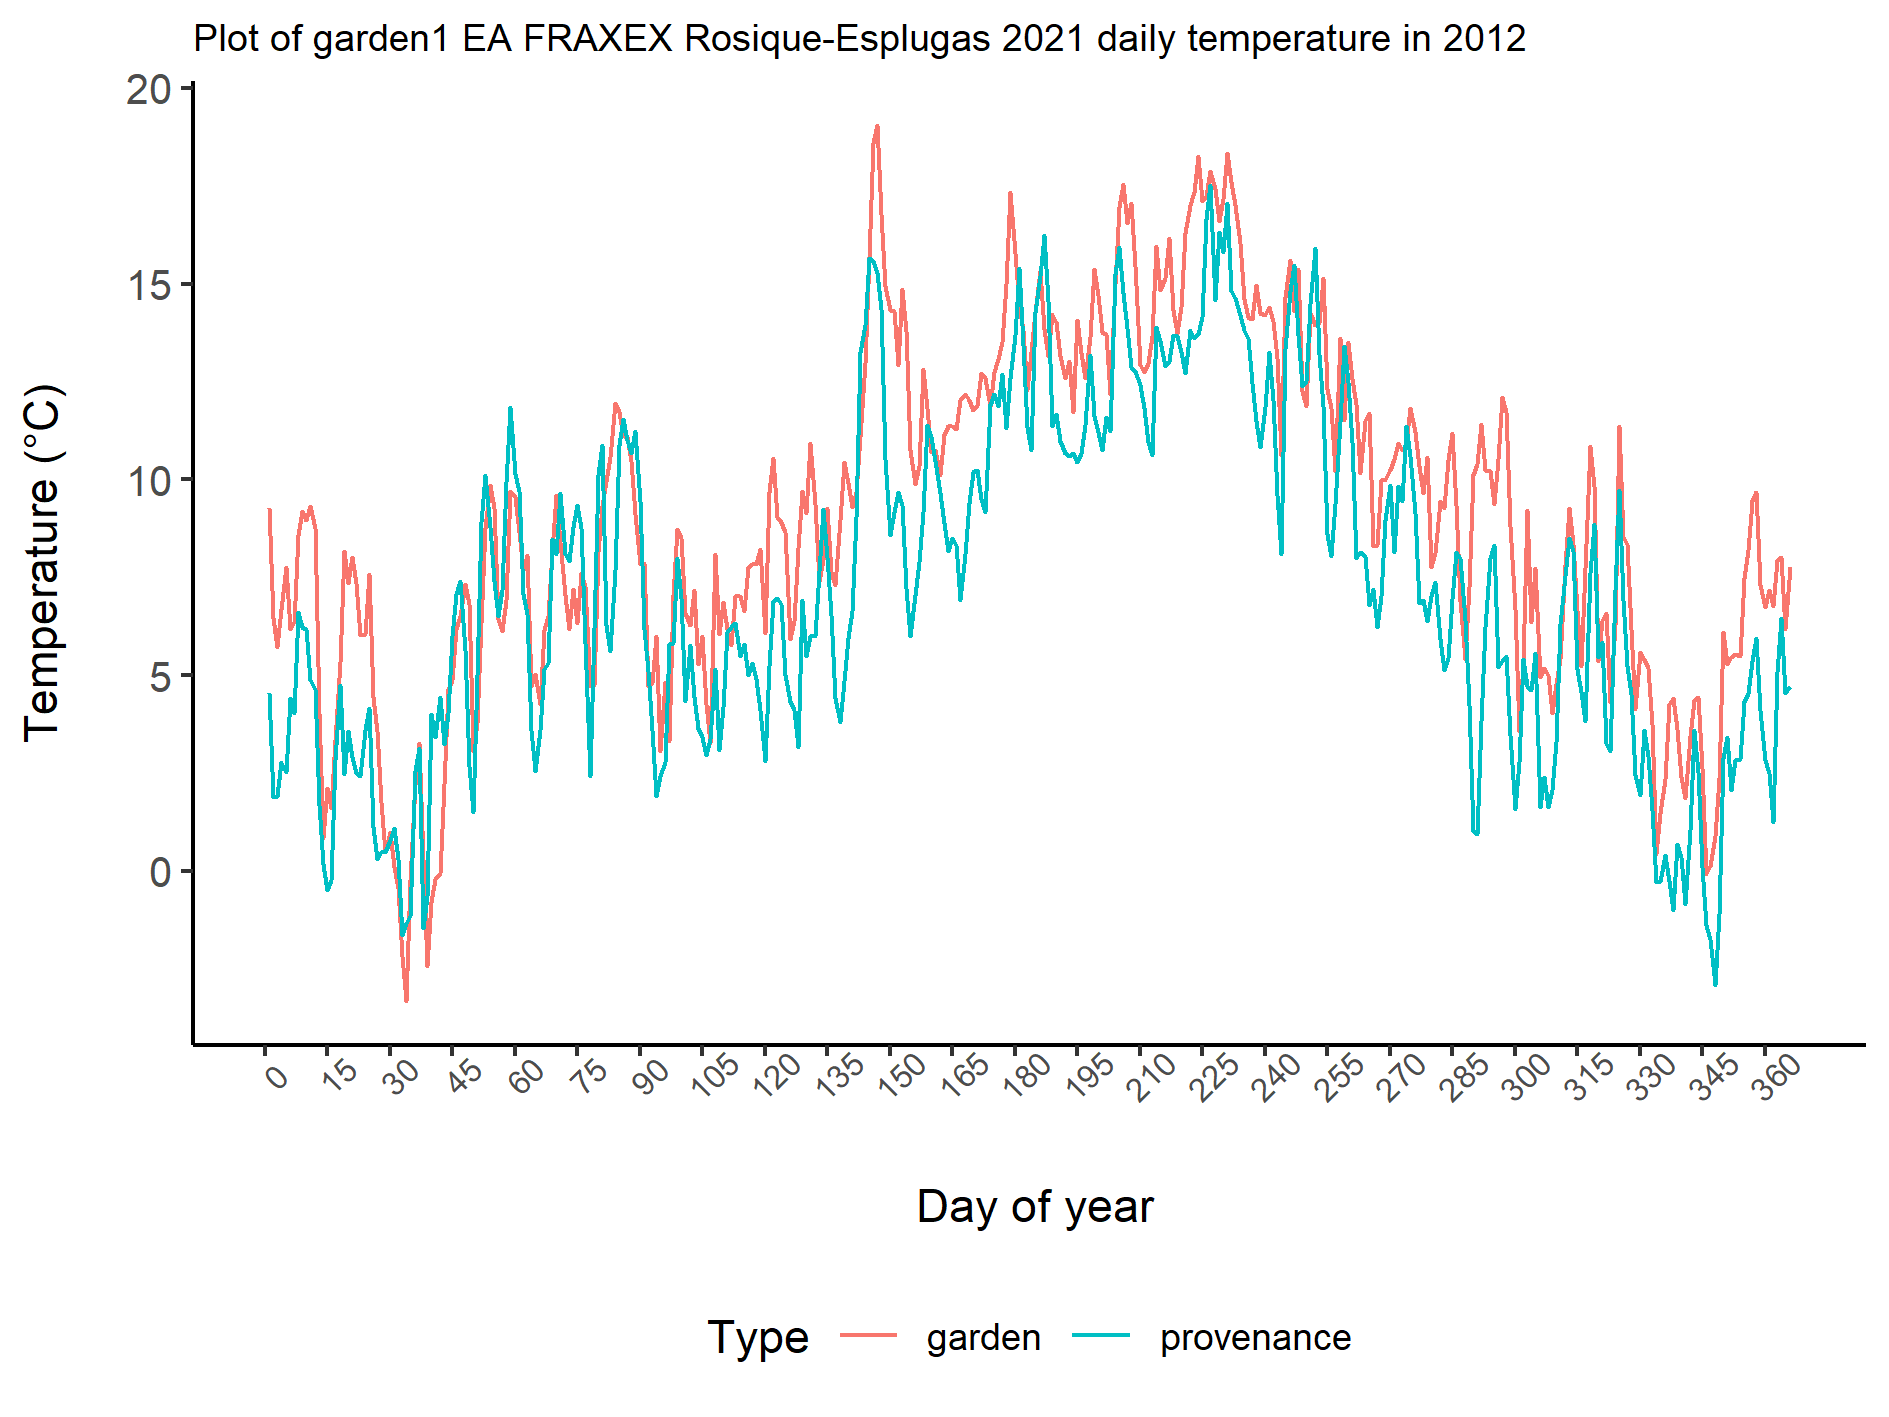 Plot of garden1 EA FRAXEX Rosique-Esplugas 2021 daily temperature in 2012
20
15
10
5
0
Temperature (°C)
0 15 30 45 60 75 90 105 120 135 150 165 180 195 210 225 240 255 270 285 300 315 330 345 360
Day of year
Type garden provenance